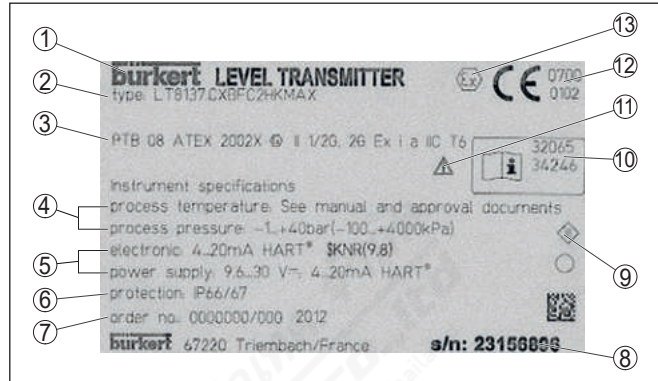 ① ② ③ ④ ⑤ ⑥ ⑦ ⑧ ⑨ ⑩ ⑪ ⑫ ⑬
burkert LEVEL TRANSMITTER
type: LT8137.CXBFC2HKMAX
Ex
CE 0700
0102
PTB 08 ATEX 2002X Ex II 1/2G, 2G Ex i a IIC T6
32065
34246
i
Instrument specifications
process temperature: See manual and approval documents
process pressure: -1...+40bar(-100...+4000kPa)
electronic: 4...20mA HART® $KNR(9,8)
power supply: 9.6...30 V⎓, 4...20mA HART®
protection: IP66/67
order no.: 0000000/000 2012
burkert 67220 Triembach/France
s/n: 23156896